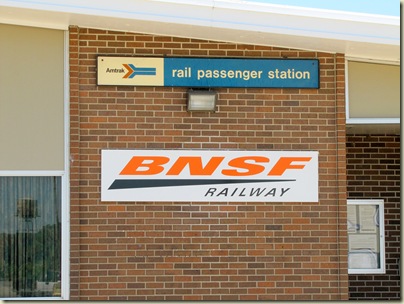 Amtrak rail passenger station
BNSF
RAILWAY